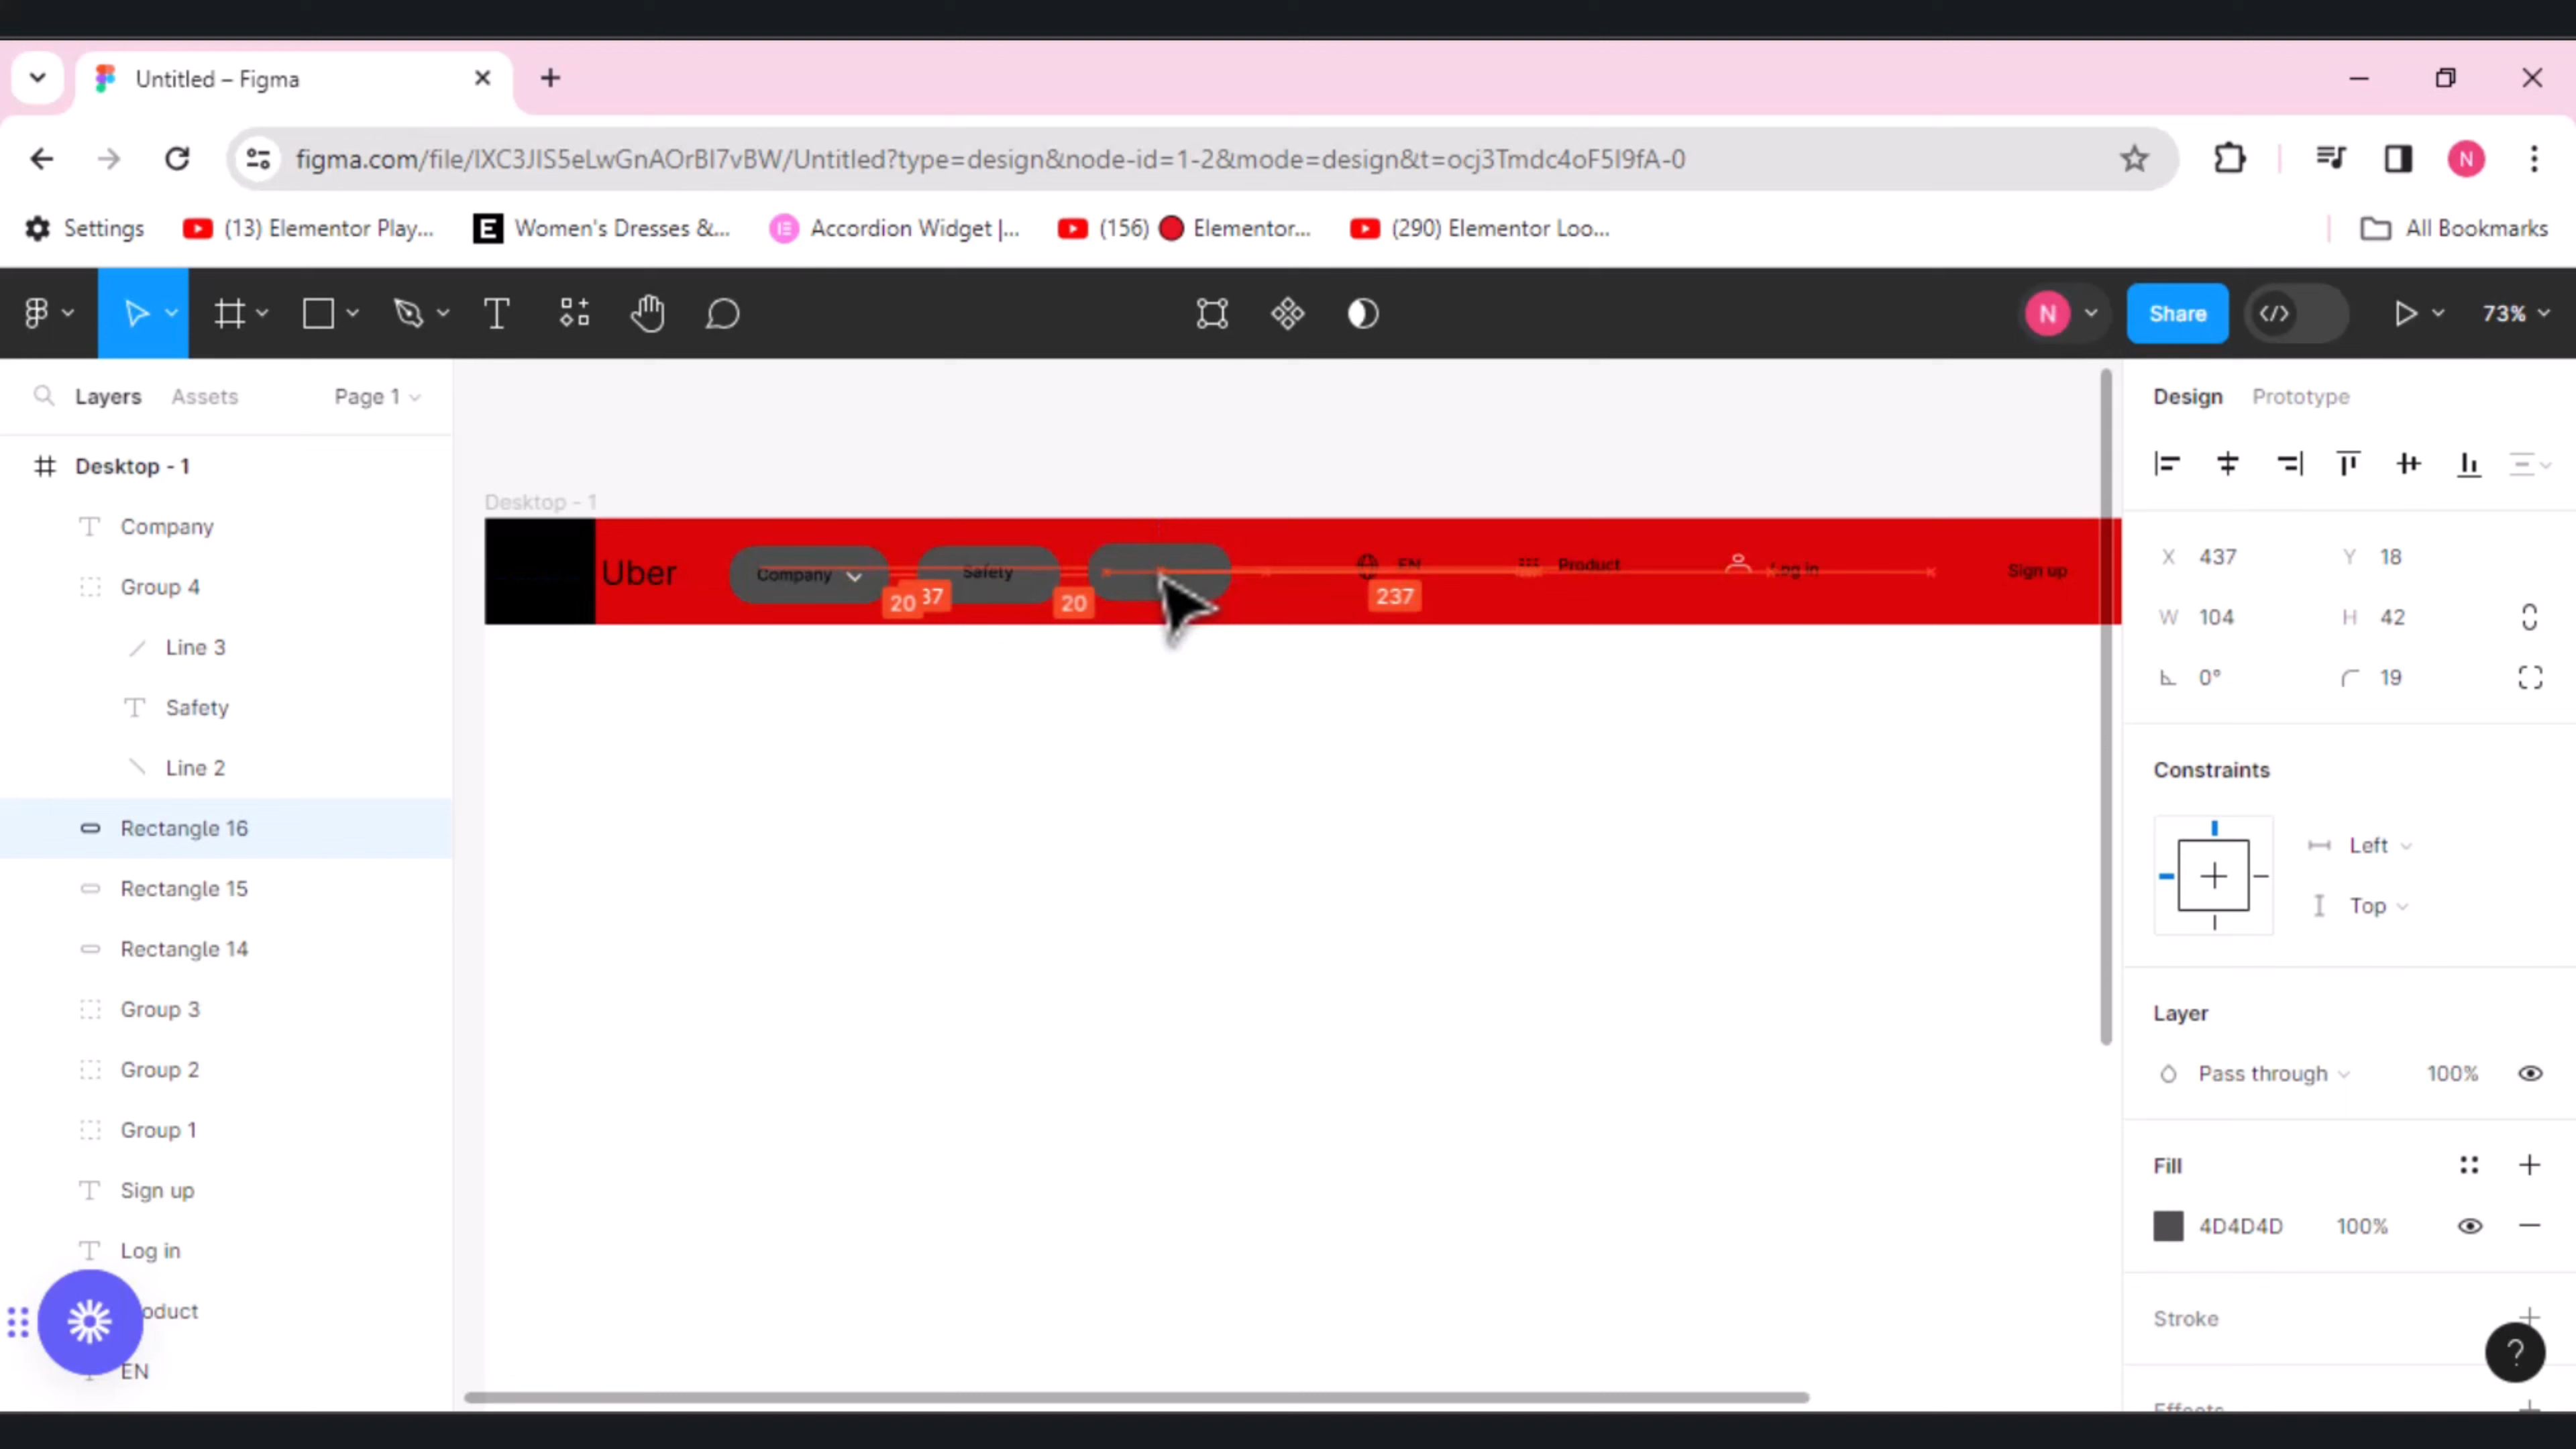 Untitled – Figma
figma.com/file/IXC3JIS5eLwGnAOrBI7vBW/Untitled?type=design&node-id=1-2&mode=design&t=ocj3Tmdc4oF5I9fA-0
N
Settings
(13) Elementor Play...
E
Women's Dresses &...
Accordion Widget |...
(156)
Elementor...
(290) Elementor Loo...
All Bookmarks
N
Share
73%
Layers
Assets
Page 1
Design
Prototype
Desktop - 1
Company
Group 4
Line 3
Safety
Line 2
Rectangle 16
Rectangle 15
Rectangle 14
Group 3
Group 2
Group 1
Sign up
Log in
oduct
EN
Desktop - 1
Uber
Company
Safety
EN
Product
Log in
Sign up
20
37
20
237
X 437
Y 18
W 104
H 42
0°
19
Constraints
Left
Top
Layer
Pass through
100%
Fill
4D4D4D
100%
Stroke
Effects
?